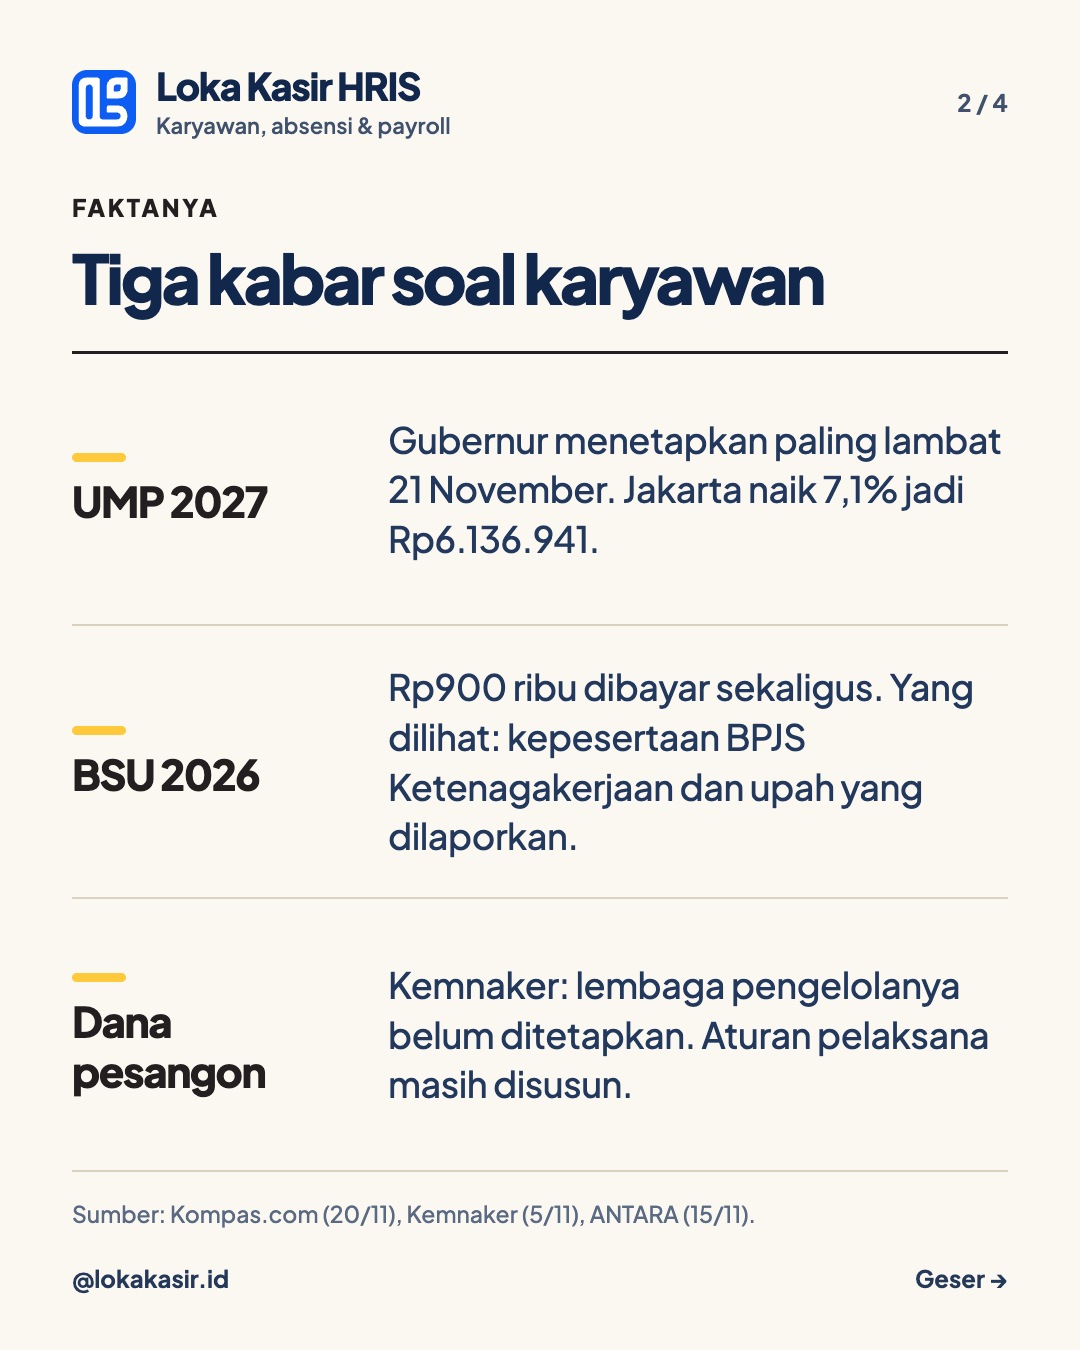 Loka Kasir HRIS
Karyawan, absensi & payroll
2 / 4
FAKTANYA
Tiga kabar soal karyawan
UMP 2027
Gubernur menetapkan paling lambat
21 November. Jakarta naik 7,1% jadi
Rp6.136.941.
BSU 2026
Rp900 ribu dibayar sekaligus. Yang
dilihat: kepesertaan BPJS
Ketenagakerjaan dan upah yang
dilaporkan.
Dana
pesangon
Kemnaker: lembaga pengelolanya
belum ditetapkan. Aturan pelaksana
masih disusun.
Sumber: Kompas.com (20/11), Kemnaker (5/11), ANTARA (15/11).
@lokakasir.id
Geser →